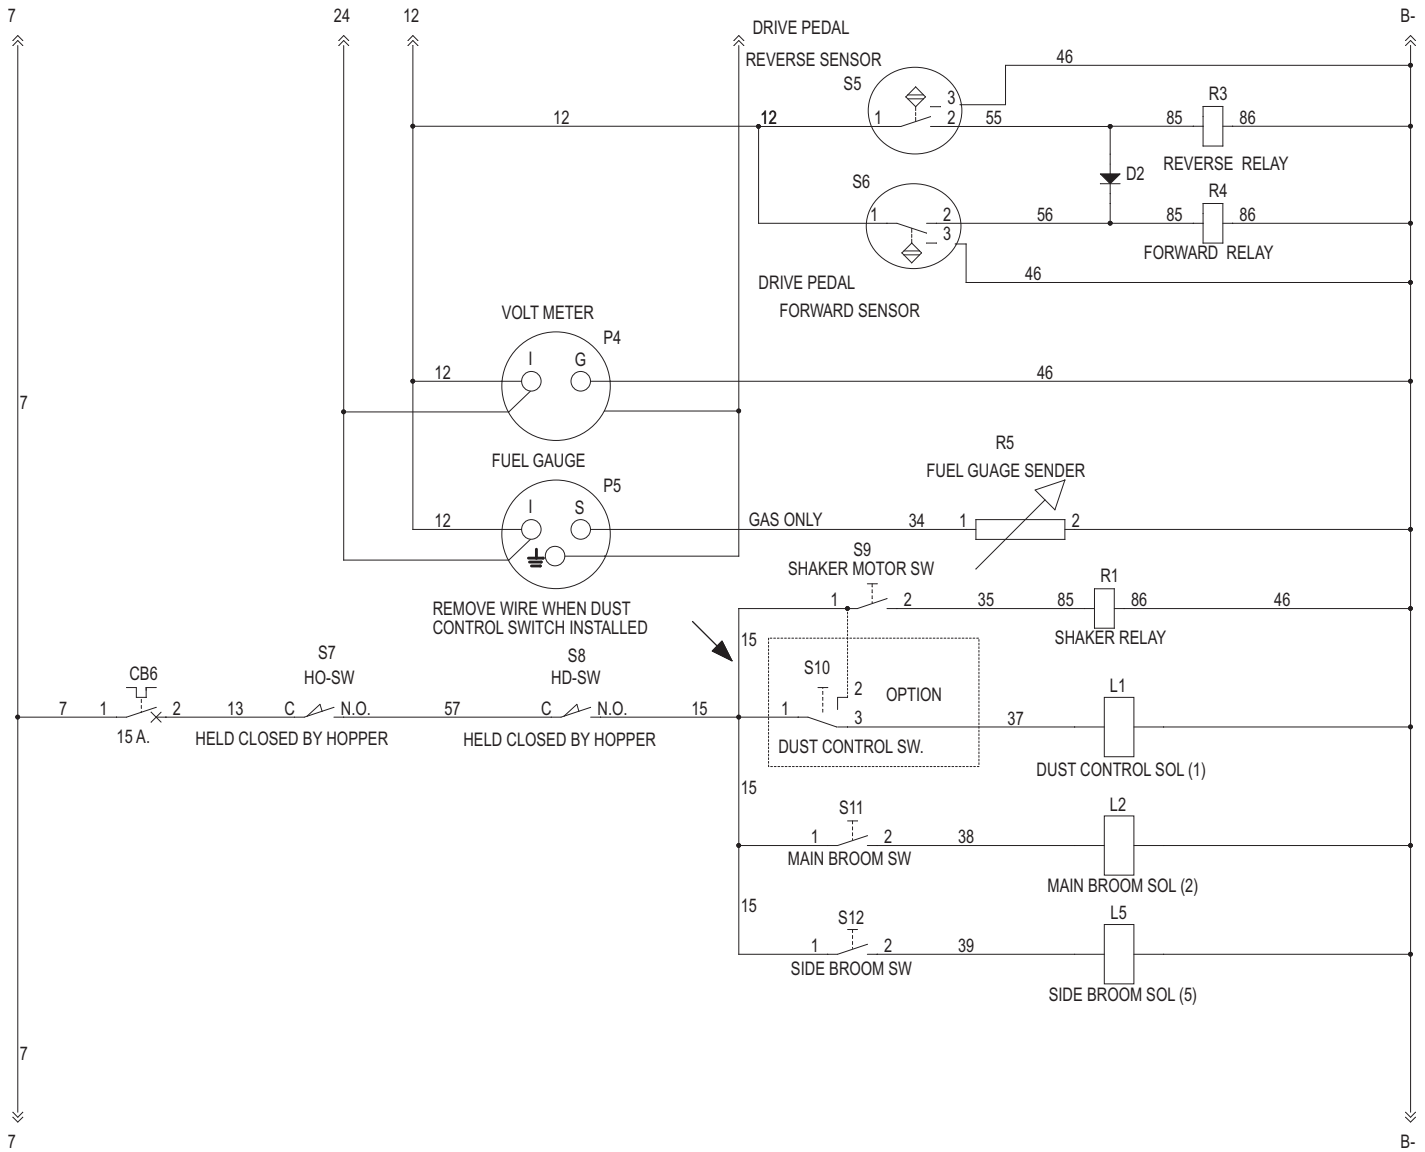 7
24
12
B-
DRIVE PEDAL
REVERSE SENSOR
46
S5
3
R3
12
12
1
2
55
85
86
REVERSE RELAY
D2
S6
R4
1
2
56
85
86
3
FORWARD RELAY
46
DRIVE PEDAL
FORWARD SENSOR
VOLT METER
P4
I
G
12
46
7
R5
FUEL GAUGE
FUEL GUAGE SENDER
P5
I
S
12
GAS ONLY
34
1
2
S9
SHAKER MOTOR SW
R1
1
2
35
85
86
46
REMOVE WIRE WHEN DUST
CONTROL SWITCH INSTALLED
SHAKER RELAY
15
S7
HO-SW
S8
HD-SW
S10
CB6
2
OPTION
L1
7
1
2
13
C
N.O.
57
C
N.O.
15
1
3
37
15 A.
HELD CLOSED BY HOPPER
HELD CLOSED BY HOPPER
DUST CONTROL SW.
DUST CONTROL SOL (1)
15
S11
L2
1
2
38
MAIN BROOM SW
MAIN BROOM SOL (2)
15
S12
L5
1
2
39
SIDE BROOM SW
SIDE BROOM SOL (5)
7
7
B-